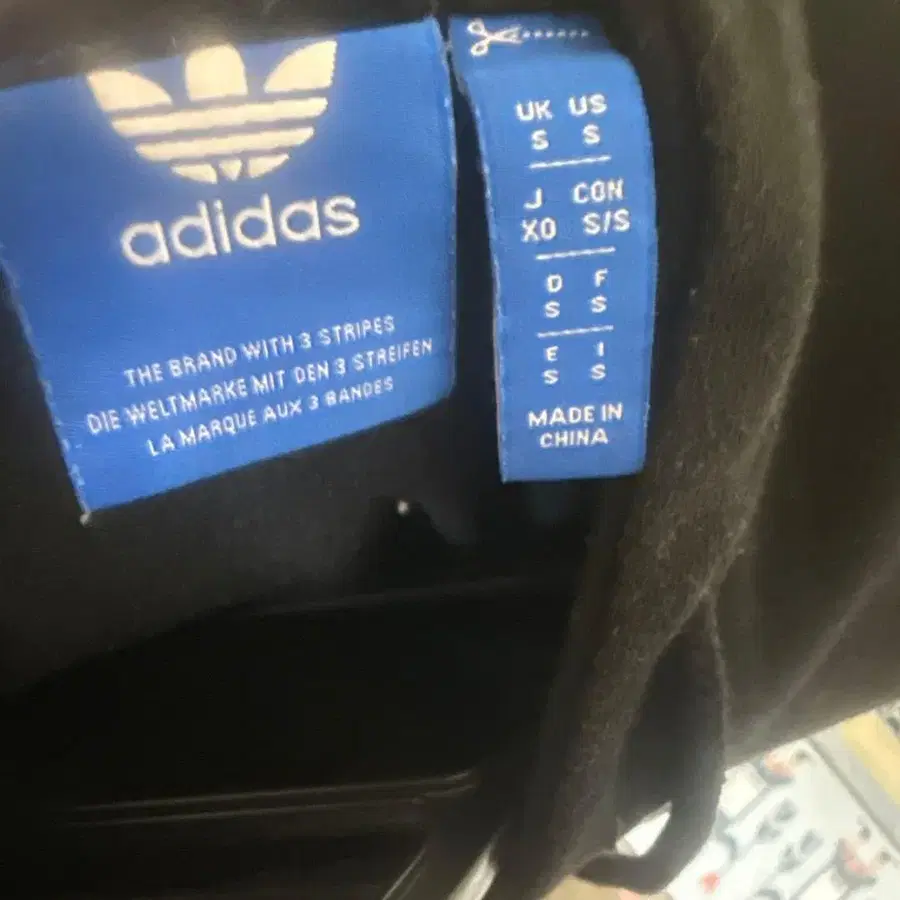 adidas
THE BRAND WITH 3 STRIPES
DIE WELTMARKE MIT DEN 3 STREIFEN
LA MARQUE AUX 3 BANDES
UK US
S S
J CON
XO S/S
D F
S S
E I
S S
MADE IN
CHINA